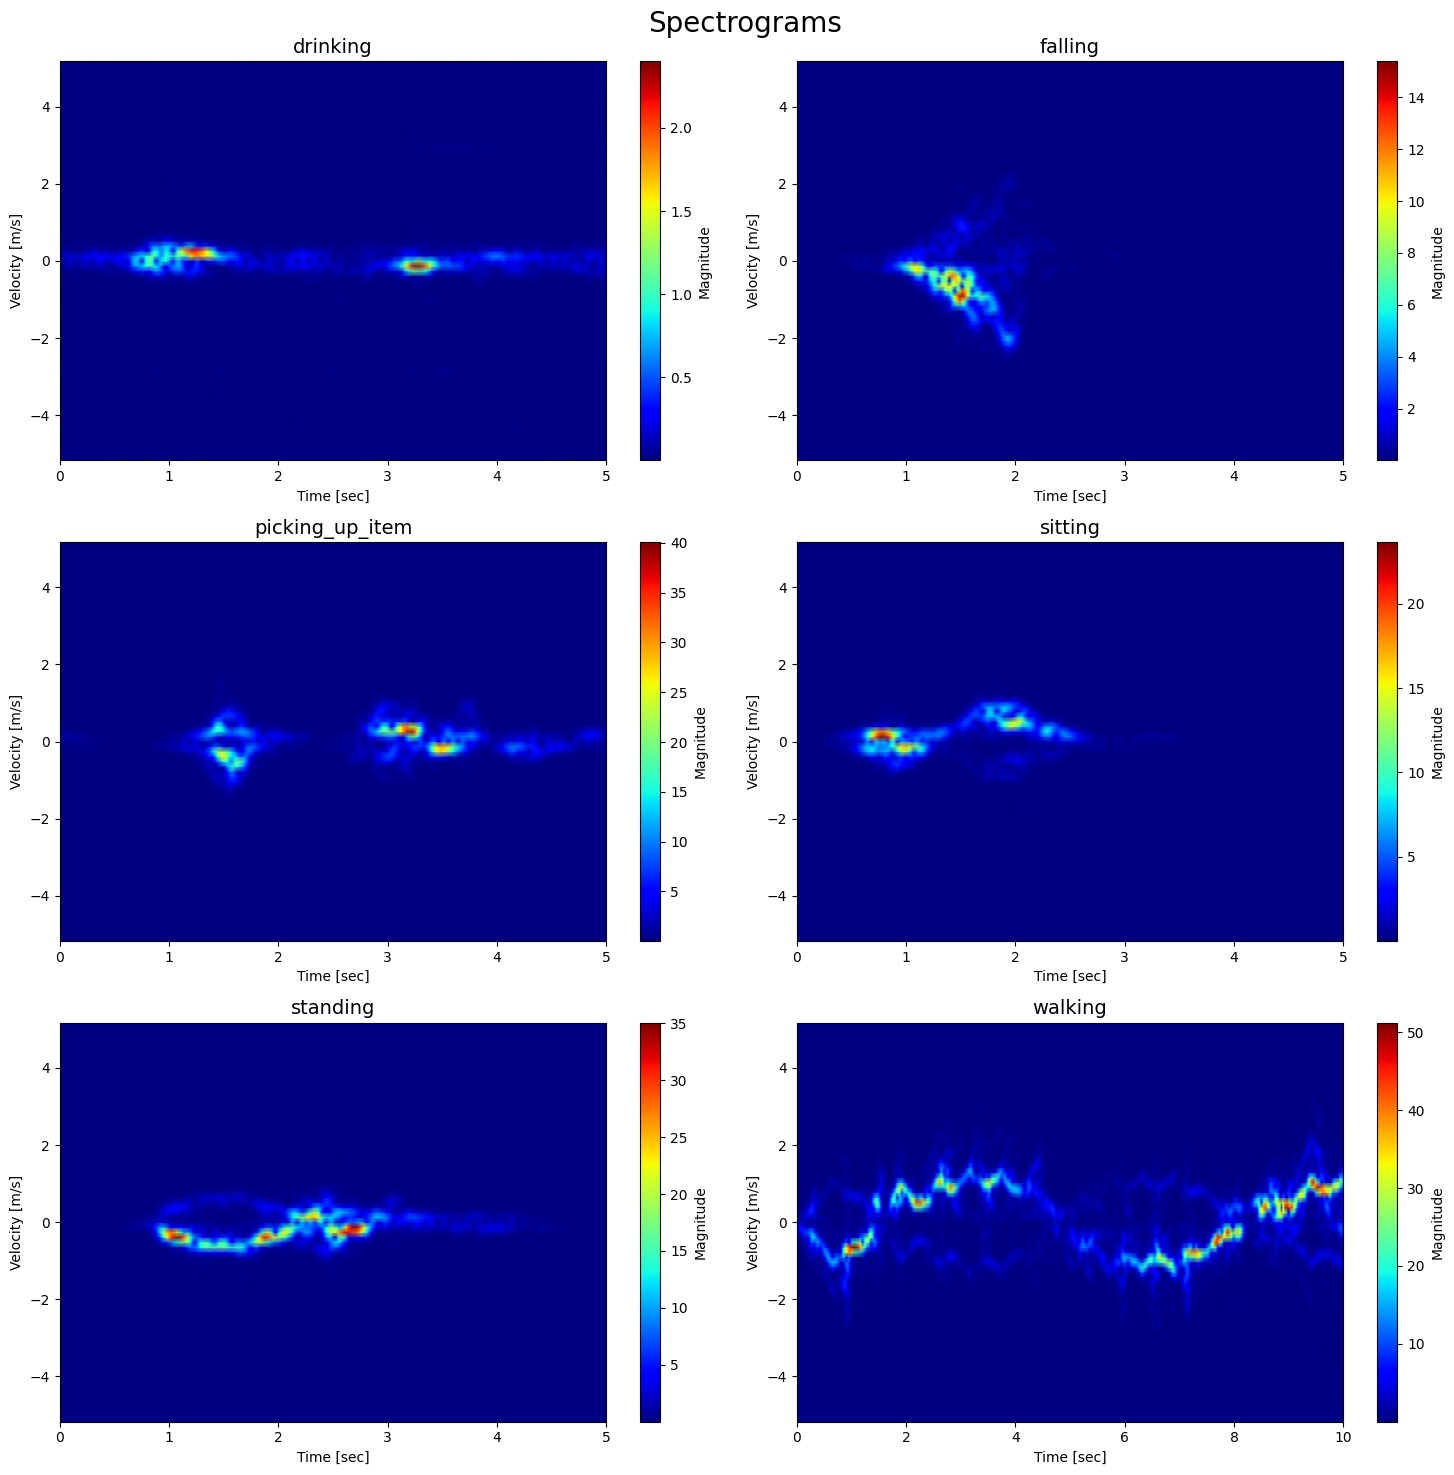 Spectrograms
drinking
4
2
0
−2
−4
Velocity [m/s]
0 1 2 3 4 5
Time [sec]
2.0
1.5
1.0
0.5
Magnitude
falling
4
2
0
−2
−4
Velocity [m/s]
0 1 2 3 4 5
Time [sec]
14
12
10
8
6
4
2
Magnitude
picking_up_item
4
2
0
−2
−4
Velocity [m/s]
0 1 2 3 4 5
Time [sec]
40
35
30
25
20
15
10
5
Magnitude
sitting
4
2
0
−2
−4
Velocity [m/s]
0 1 2 3 4 5
Time [sec]
20
15
10
5
Magnitude
standing
4
2
0
−2
−4
Velocity [m/s]
0 1 2 3 4 5
Time [sec]
35
30
25
20
15
10
5
Magnitude
walking
4
2
0
−2
−4
Velocity [m/s]
0 2 4 6 8 10
Time [sec]
50
40
30
20
10
Magnitude